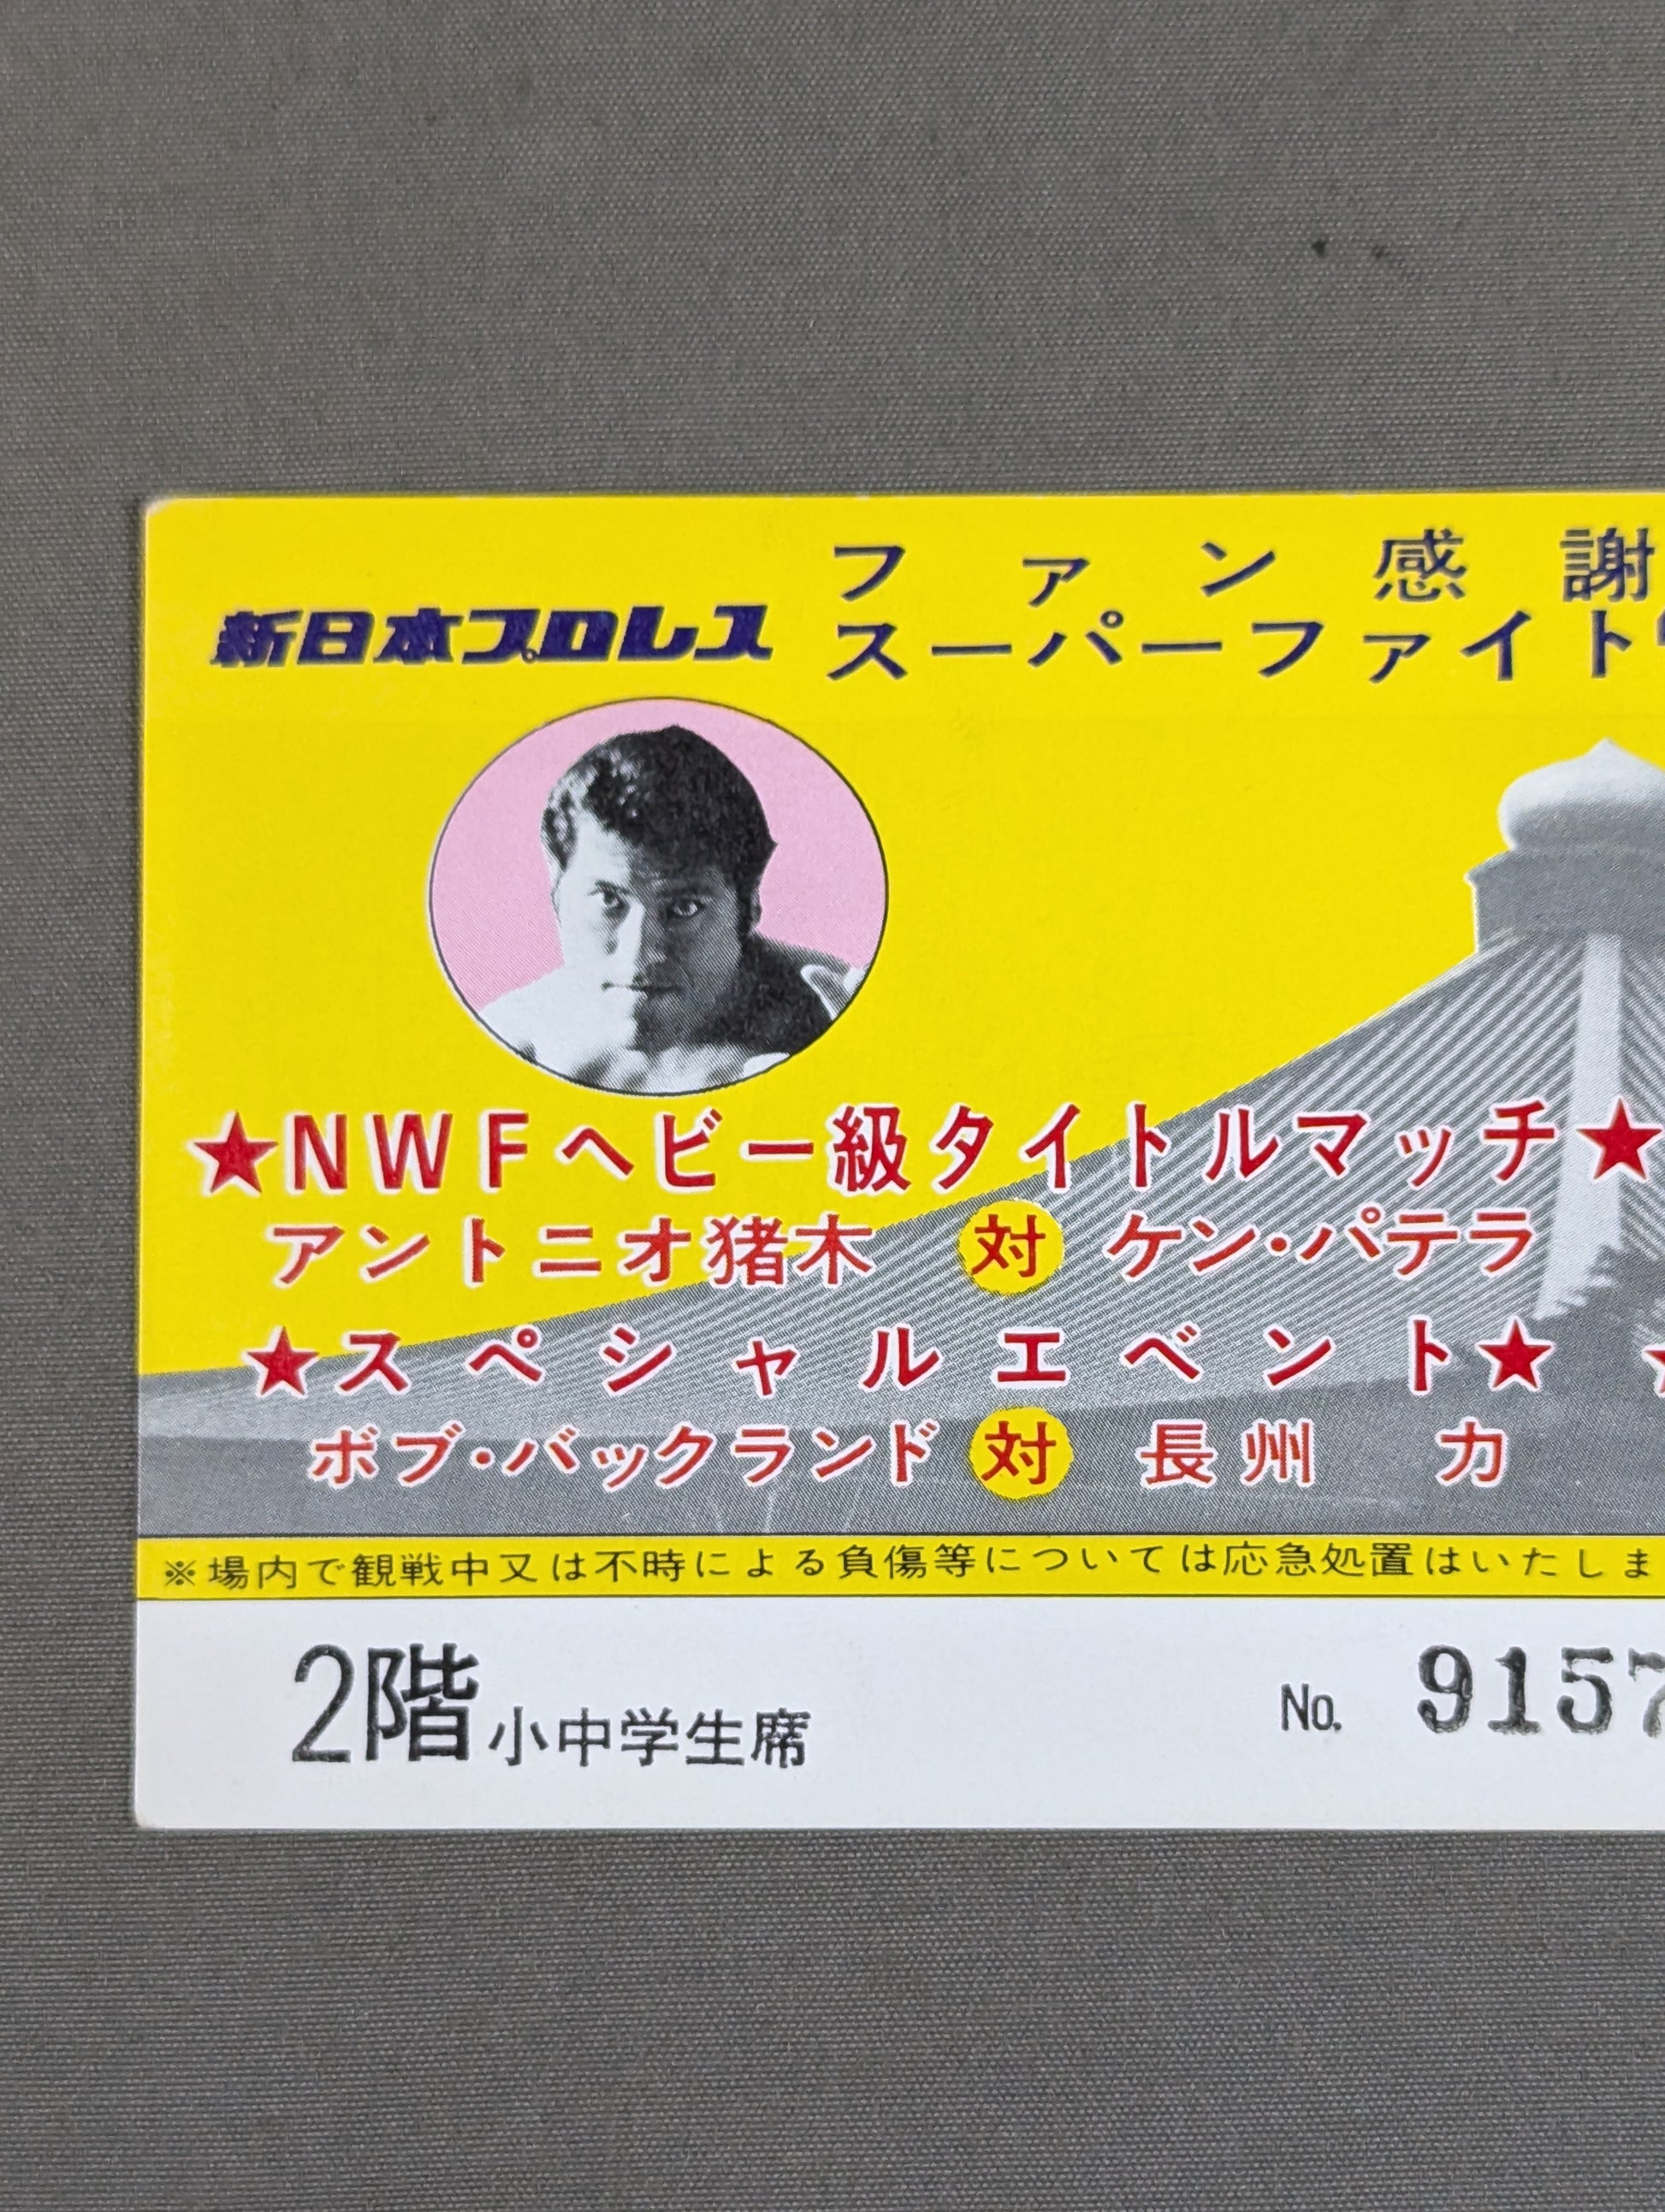 新日本プロレス
ファン感謝
スーパーファイト
★NWFヘビー級タイトルマッチ★
アントニオ猪木 対 ケン・パテラ
★スペシャルエベント★ ★
ボブ・バックランド 対 長州 力
※場内で観戦中又は不時による負傷等については応急処置はいたしま
2階 小中学生席 No. 9157